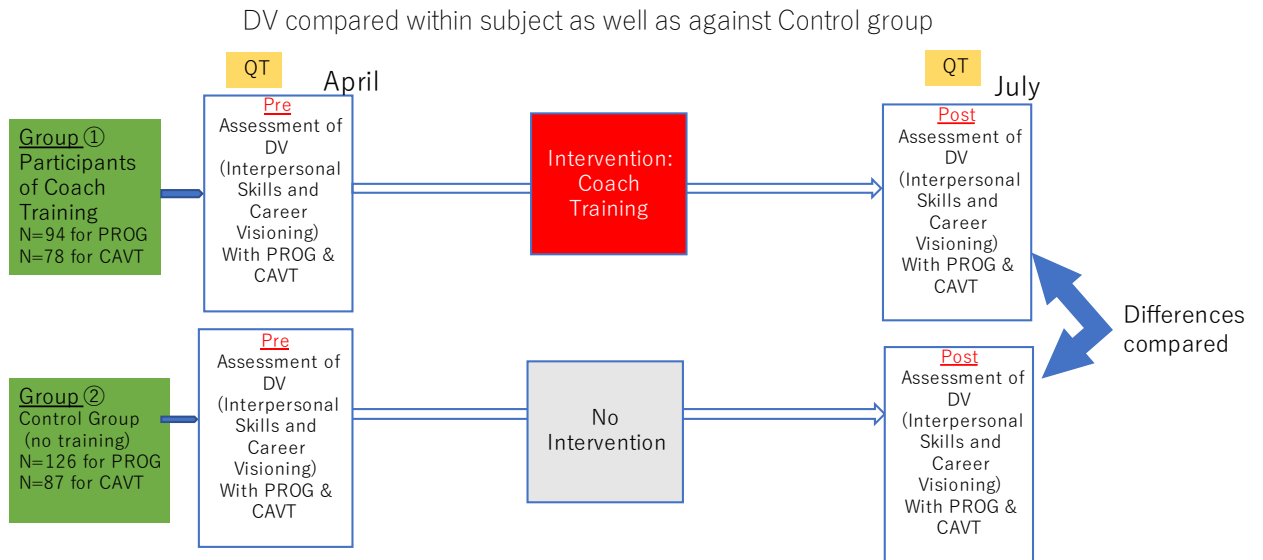 DV compared within subject as well as against Control group
QT
April
Group ①
Participants
of Coach
Training
N=94 for PROG
N=78 for CAVT
Pre
Assessment of
DV
(Interpersonal
Skills and
Career
Visioning)
With PROG &
CAVT
Intervention:
Coach
Training
QT
July
Post
Assessment of
DV
(Interpersonal
Skills and
Career
Visioning)
With PROG &
CAVT
Group ②
Control Group
(no training)
N=126 for PROG
N=87 for CAVT
Pre
Assessment of
DV
(Interpersonal
Skills and
Career
Visioning)
With PROG &
CAVT
No
Intervention
Post
Assessment of
DV
(Interpersonal
Skills and
Career
Visioning)
With PROG &
CAVT
Differences
compared